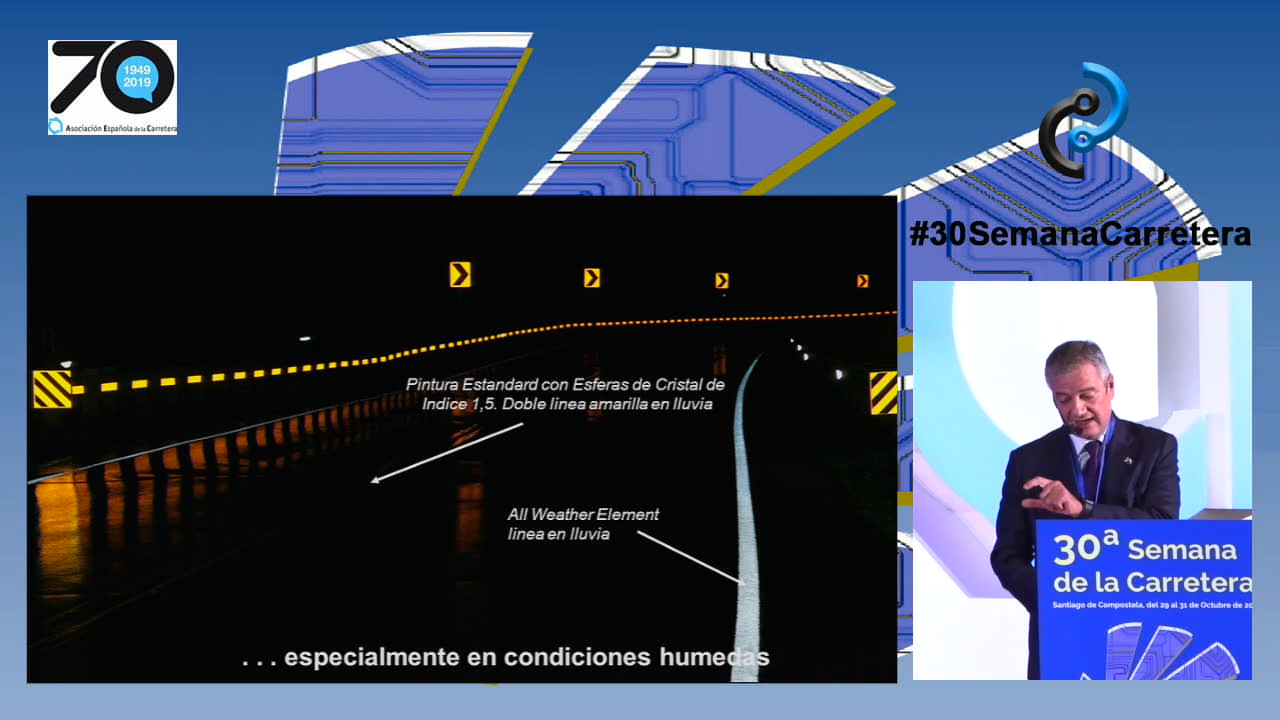 70
1949
2019
Asociación Española de la Carretera
#30SemanaCarretera
Pintura Estandard con Esferas de Cristal de
Indice 1,5. Doble linea amarilla en lluvia
All Weather Element
linea en lluvia
. . . especialmente en condiciones humedas
30ª Semana
de la Carretera
Santiago de Compostela, del 29 al 31 de Octubre de